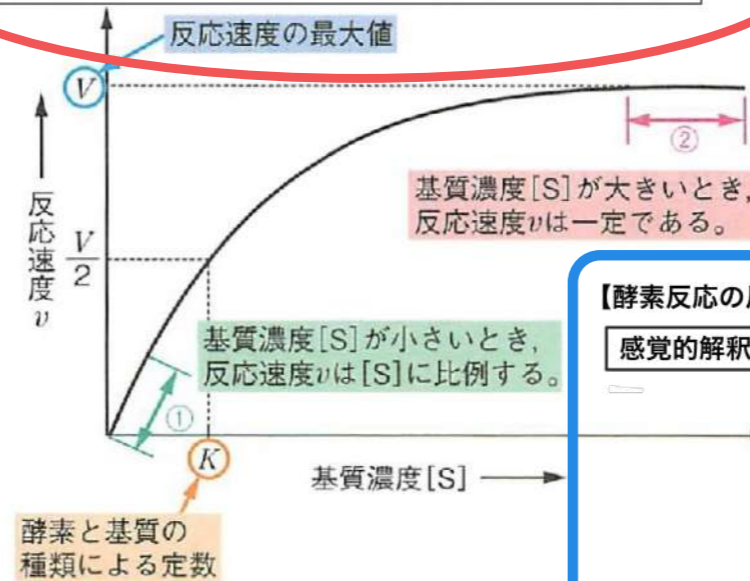 反応速度の最大値
V
反応速度v
V/2
②
基質濃度[S]が大きいとき,
反応速度vは一定である。
基質濃度[S]が小さいとき,
反応速度vは[S]に比例する。
①
K
基質濃度[S]
酵素と基質の
種類による定数
【酵素反応の
感覚的解釈